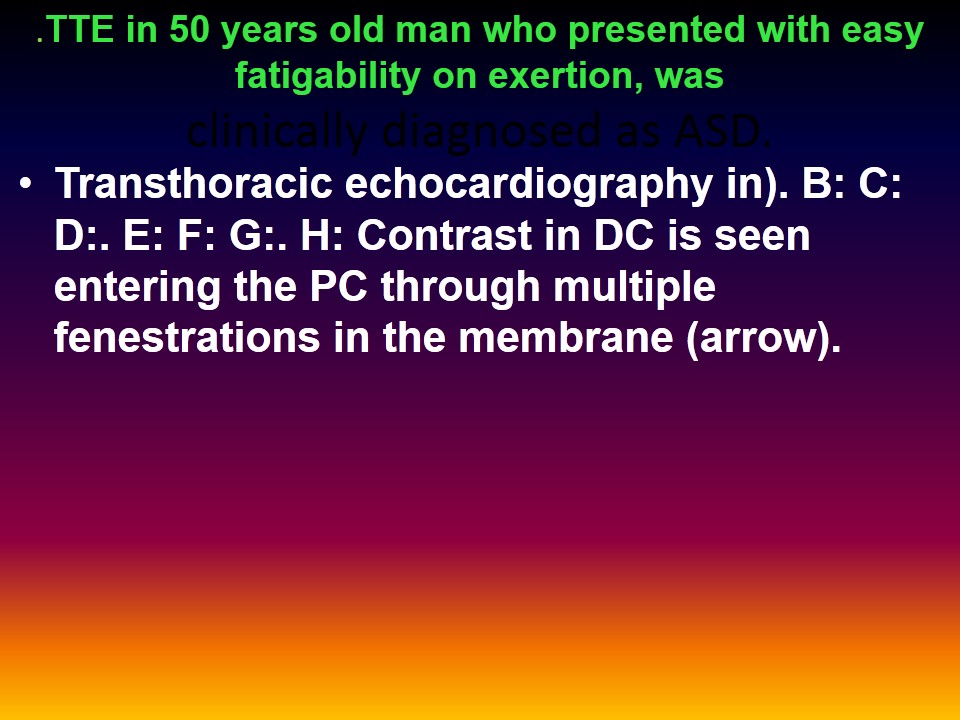 .TTE in 50 years old man who presented with easy
fatigability on exertion, was
clinically diagnosed as ASD.
• Transthoracic echocardiography in). B: C:
D:. E: F: G:. H: Contrast in DC is seen
entering the PC through multiple
fenestrations in the membrane (arrow).